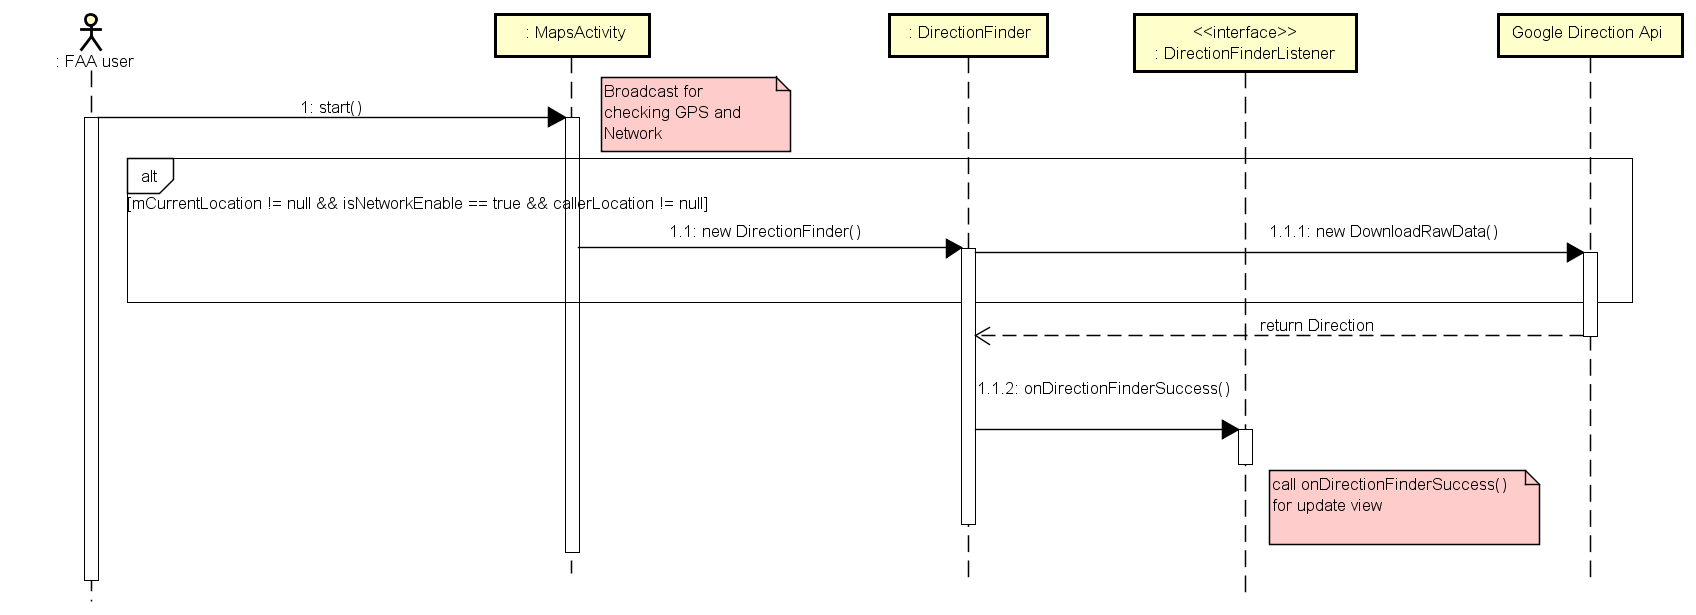 : FAA user
: MapsActivity
: DirectionFinder
<<interface>>
: DirectionFinderListener
Google Direction Api
1: start()
Broadcast for
checking GPS and
Network
alt
[mCurrentLocation != null && isNetworkEnable == true && callerLocation != null]
1.1: new DirectionFinder()
1.1.1: new DownloadRawData()
return Direction
1.1.2: onDirectionFinderSuccess()
call onDirectionFinderSuccess()
for update view